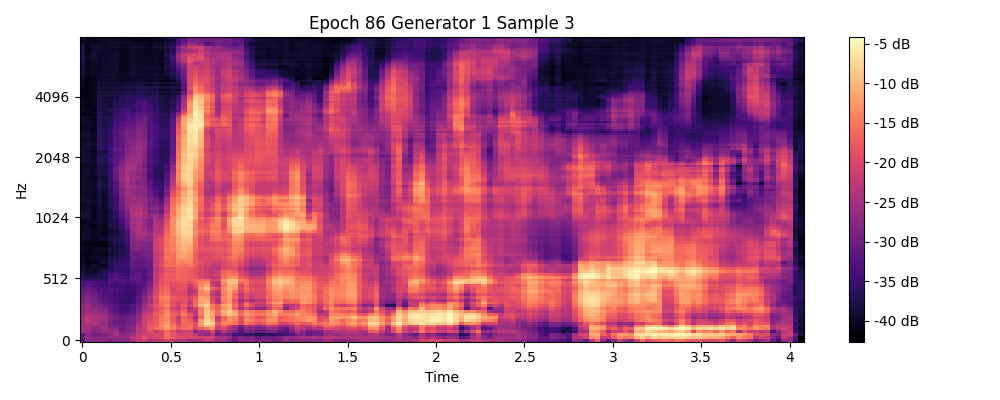 Epoch 86 Generator 1 Sample 3
Hz
4096
2048
1024
512
0
0 0.5 1 1.5 2 2.5 3 3.5 4
Time
-5 dB
-10 dB
-15 dB
-20 dB
-25 dB
-30 dB
-35 dB
-40 dB